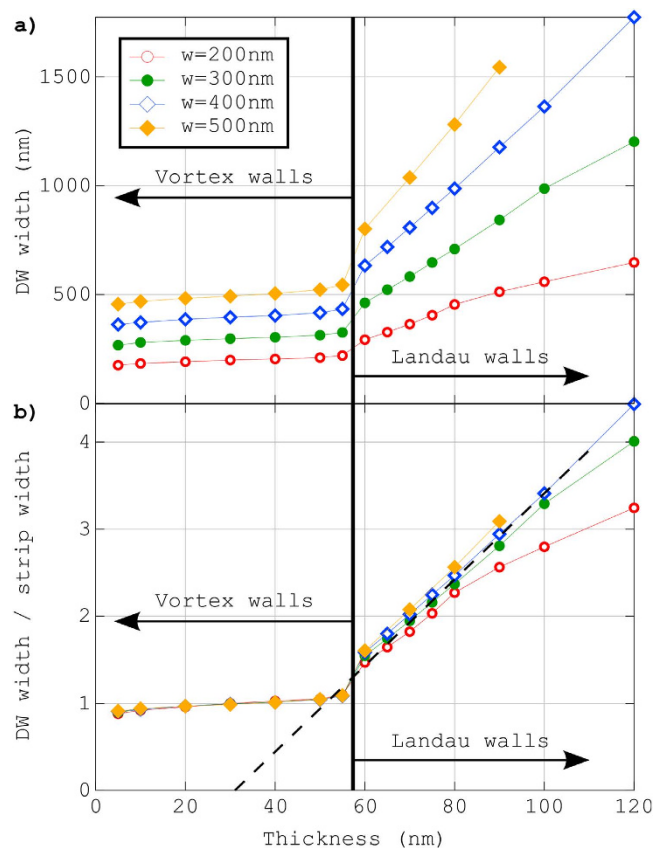 a)
w=200nm
w=300nm
w=400nm
w=500nm
1500
1000
500
0
DW width (nm)
Vortex walls
Landau walls
b)
4
3
2
1
0
DW width / strip width
Vortex walls
Landau walls
0 20 40 60 80 100 120
Thickness (nm)